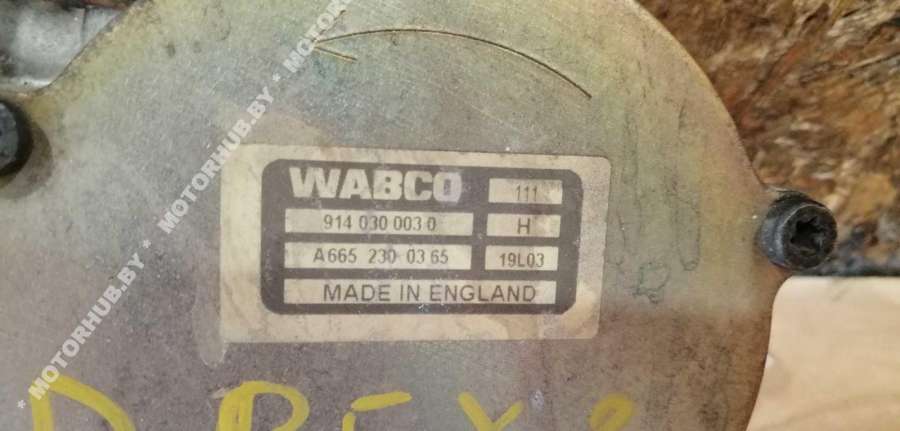 WABCO 111
914 030 003 0 H
A 665 230 03 65 19L03
MADE IN ENGLAND
* MOTORHUB.BY * MOTORHUB.BY * MOTORHUB.BY